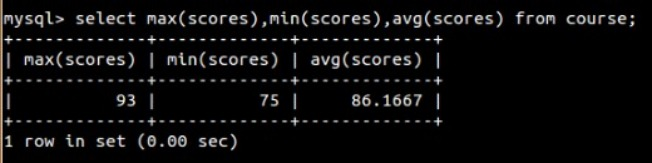 mysql> select max(scores),min(scores),avg(scores) from course;
+-------------+-------------+-------------+
| max(scores) | min(scores) | avg(scores) |
+-------------+-------------+-------------+
|          93 |          75 |     86.1667 |
+-------------+-------------+-------------+
1 row in set (0.00 sec)